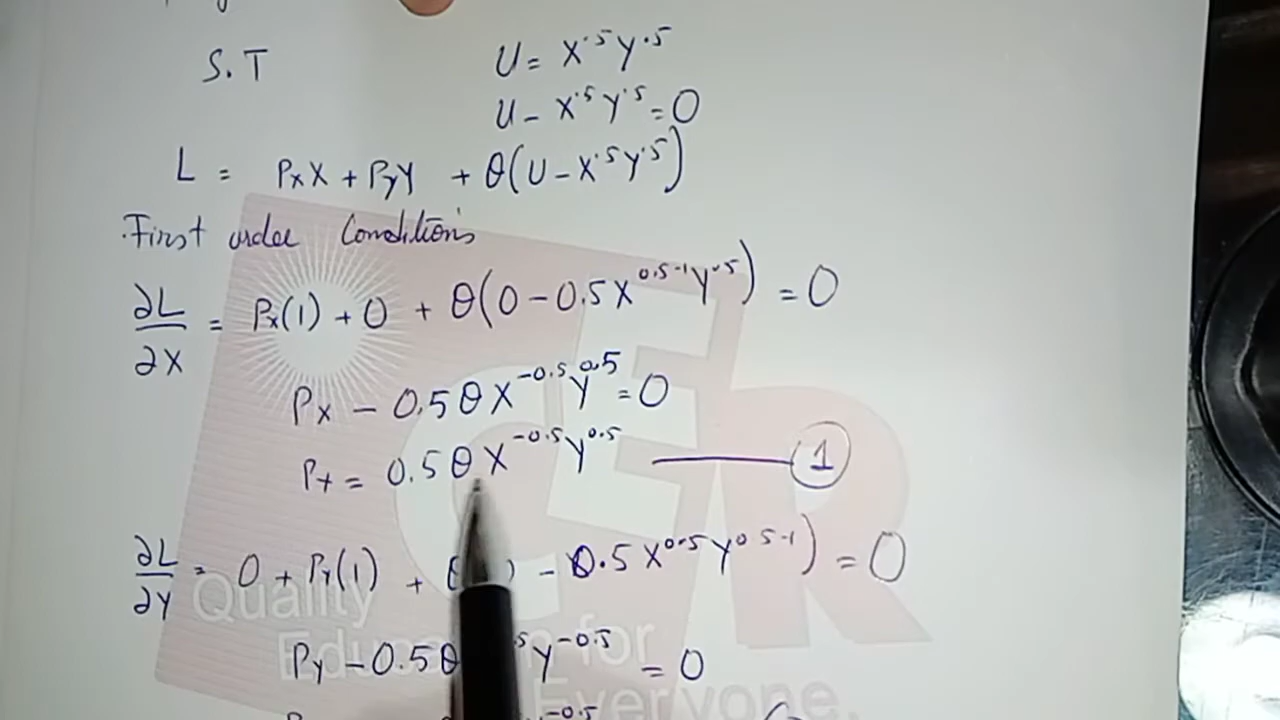 S.T U = X^.5 Y^.5
U - X^.5 Y^.5 = 0
L = PxX + PyY + θ(U - X^.5 Y^.5)
First order Conditions
∂L/∂X = Px(1) + 0 + θ(0 - 0.5X^0.5-1 Y^.5) = 0
Px - 0.5θX^-0.5 Y^0.5 = 0
Px = 0.5θX^-0.5 Y^0.5 1
∂L/∂Y = 0 + Py(1) + ) - 0.5X^0.5 Y^0.5-1) = 0
Py - 0.5θ Y^-0.5 = 0
-0.5
CER
Quality
Education for
Everyone.